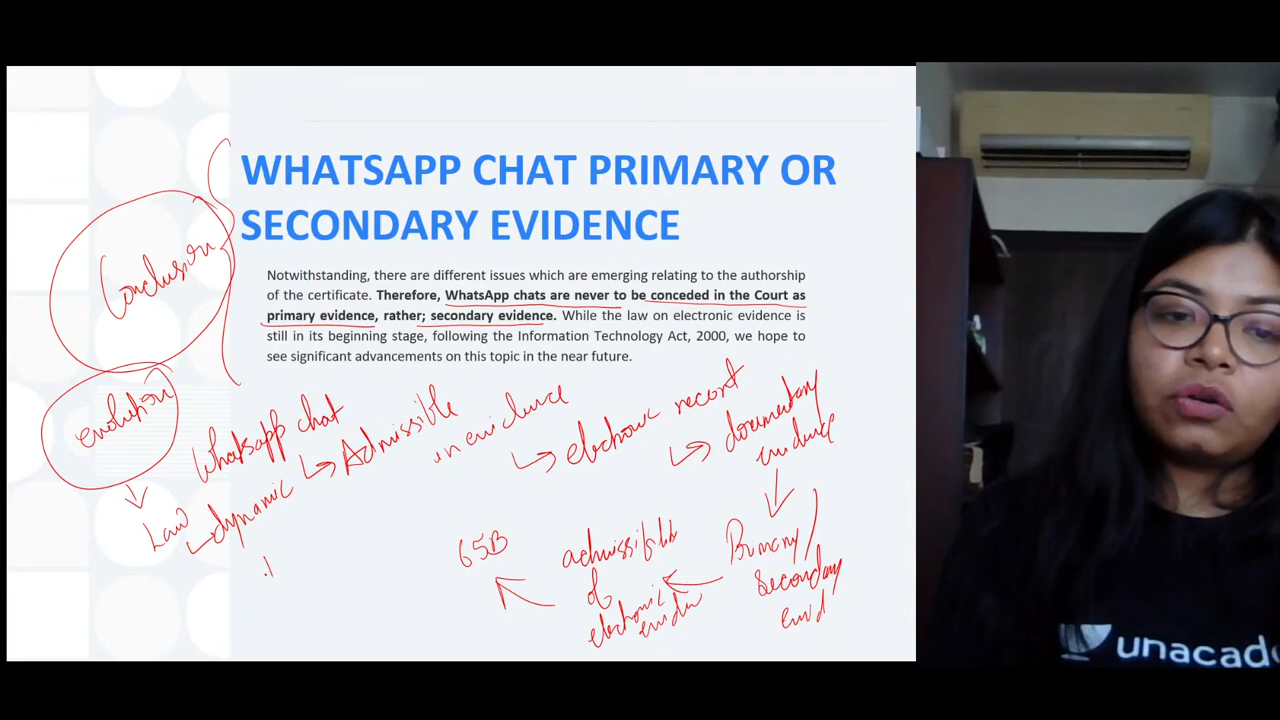 WHATSAPP CHAT PRIMARY OR
SECONDARY EVIDENCE
Notwithstanding, there are different issues which are emerging relating to the authorship
of the certificate. Therefore, WhatsApp chats are never to be conceded in the Court as
primary evidence, rather; secondary evidence. While the law on electronic evidence is
still in its beginning stage, following the Information Technology Act, 2000, we hope to
see significant advancements on this topic in the near future.
Conclusion
evolution
Law
dynamic
Whatsapp chat
Admissible
in evidence
electronic record
documentary
evidence
Primary/
secondary
evid
admissibility
of
electronic
65B
unacade